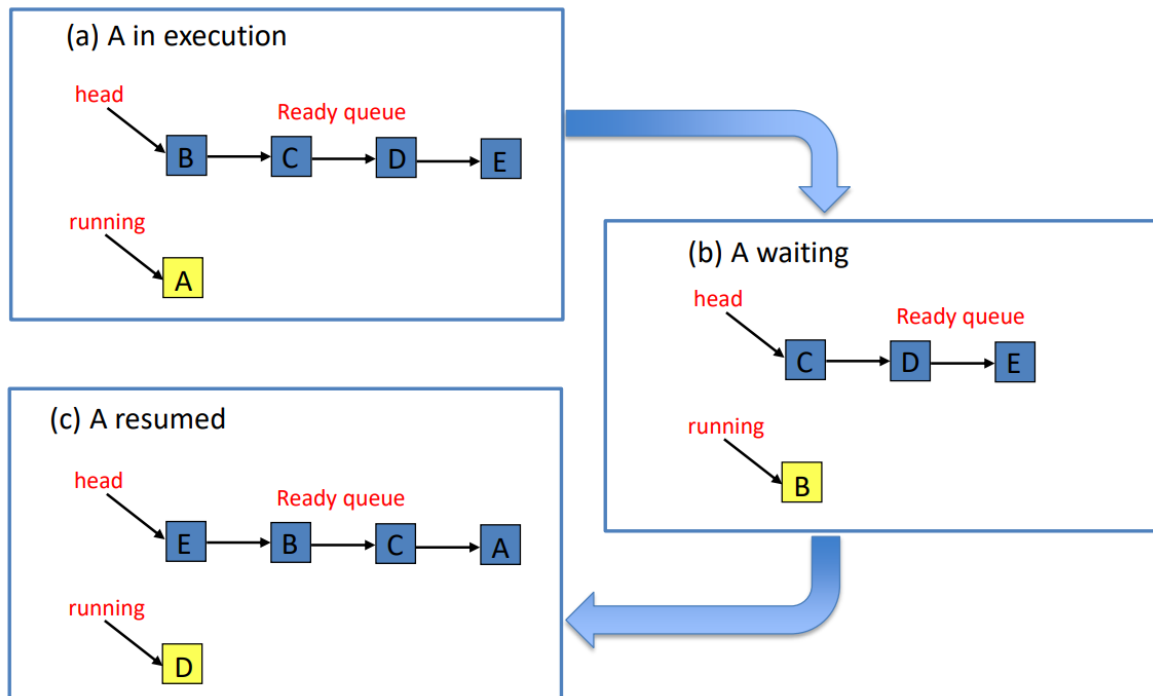 (a) A in execution
head
Ready queue
B C D E
running
A
(b) A waiting
head
Ready queue
C D E
running
B
(c) A resumed
head
Ready queue
E B C A
running
D